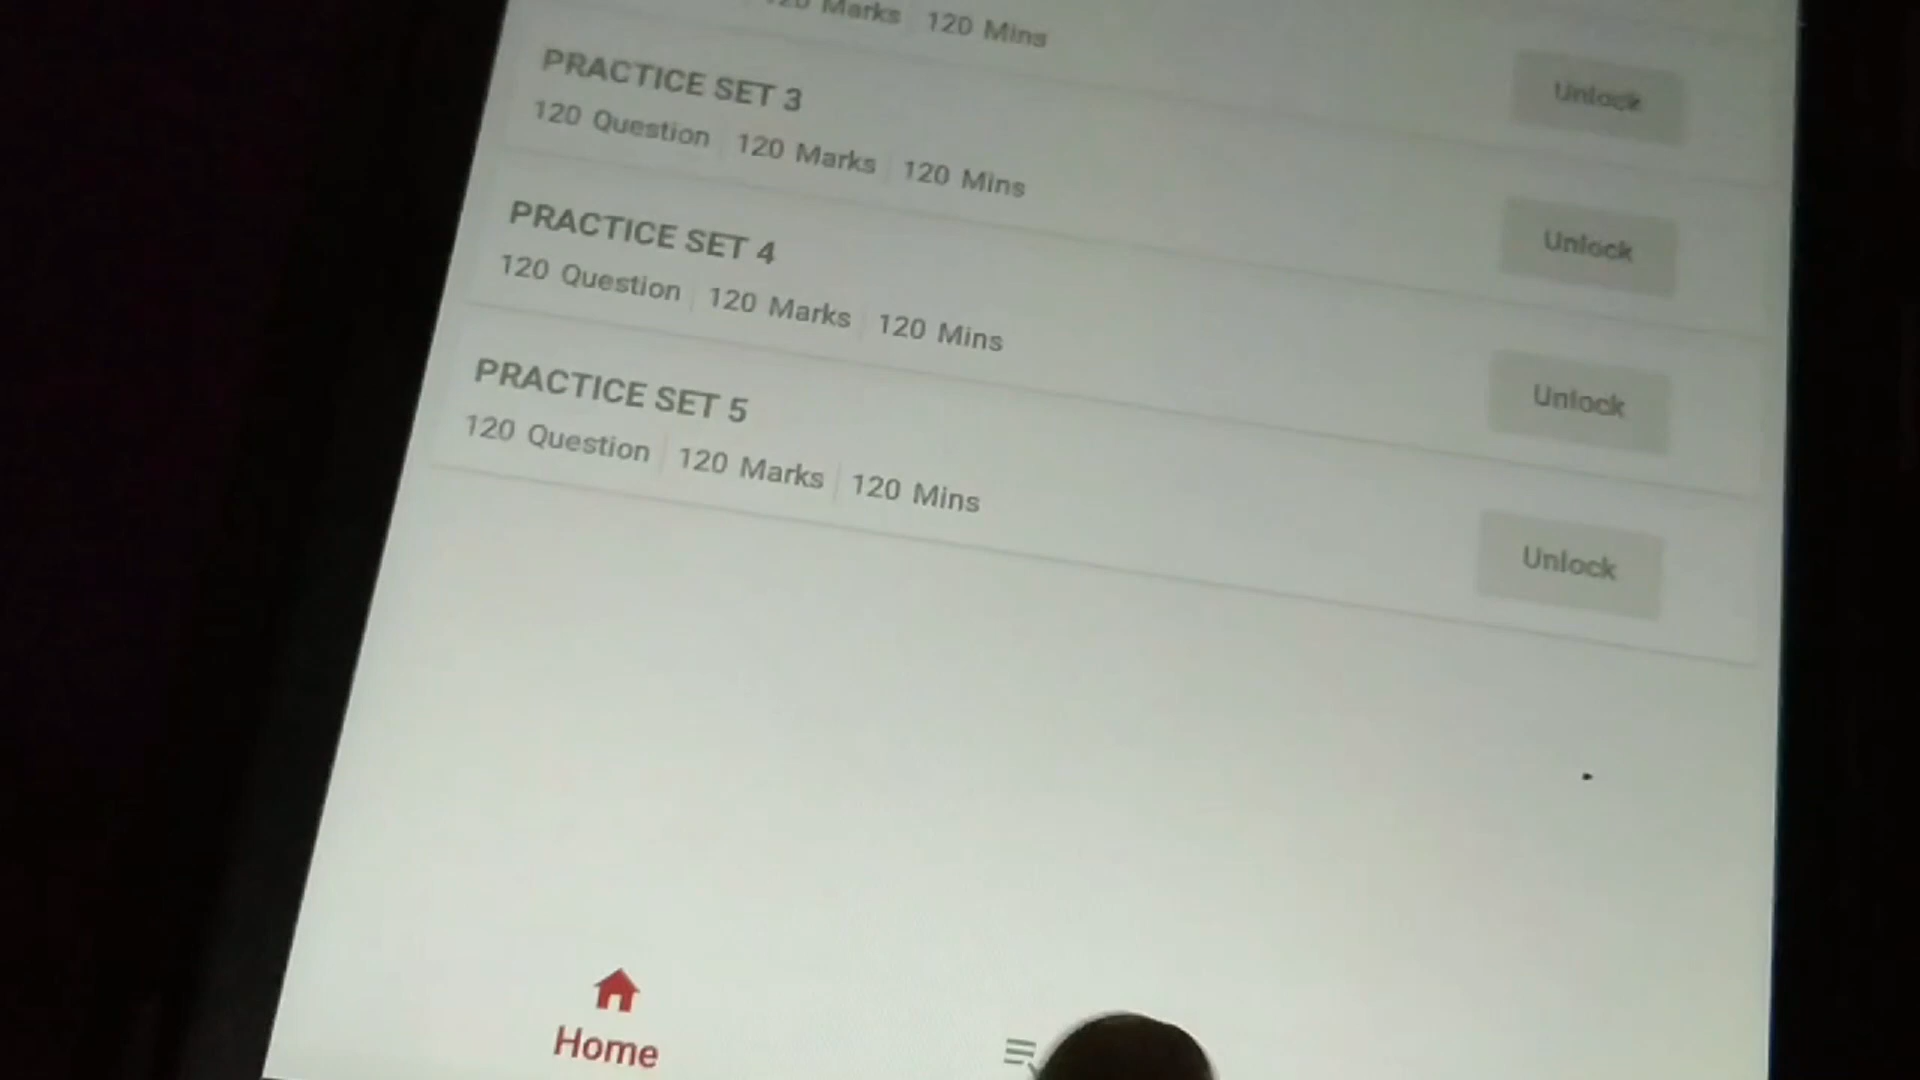 Marks 120 Mins
Unlock
PRACTICE SET 3
120 Question 120 Marks 120 Mins
Unlock
PRACTICE SET 4
120 Question 120 Marks 120 Mins
Unlock
PRACTICE SET 5
120 Question 120 Marks 120 Mins
Unlock
Home